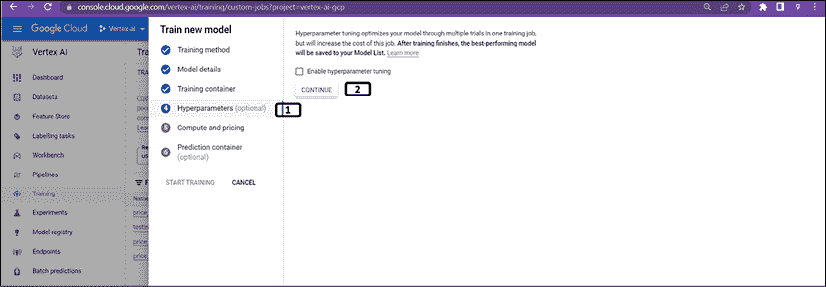 console.cloud.google.com/vertex-ai/training/custom-jobs?project=vertex-ai-gcp
Google Cloud
Vertex-ai
Vertex AI
Dashboard
Datasets
Feature Store
Labelling tasks
Workbench
Pipelines
Training
Experiments
Model registry
Endpoints
Batch predictions
Train new model
Training method
Model details
Training container
4 Hyperparameters (optional)
5 Compute and pricing
6 Prediction container
(optional)
START TRAINING CANCEL
1
Hyperparameter tuning optimizes your model through multiple trials in one training job,
but will increase the cost of this job. After training finishes, the best-performing model
will be saved to your Model List. Learn more
Enable hyperparameter tuning
CONTINUE
2